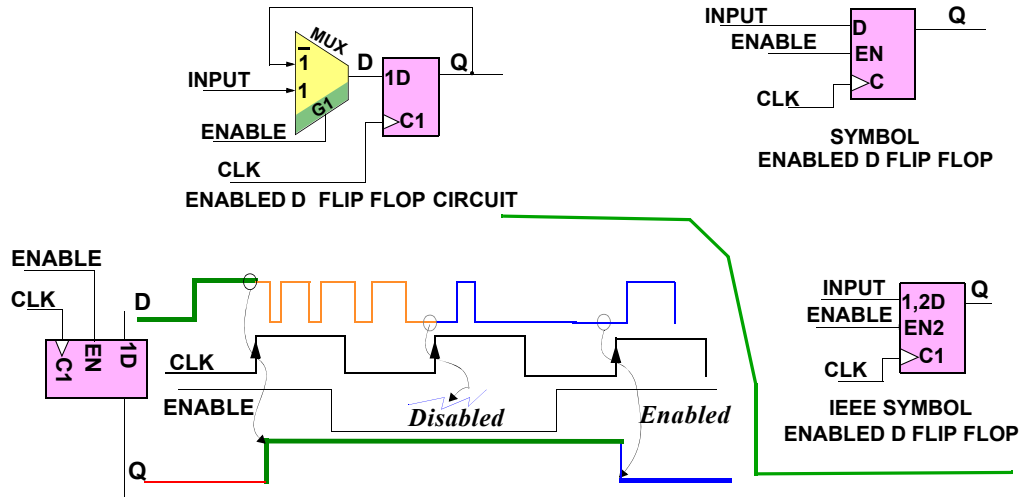 MUX
1
D
1D
Q
INPUT
1
G1
C1
ENABLE
CLK
ENABLED D FLIP FLOP CIRCUIT
INPUT
D
Q
ENABLE
EN
C
CLK
SYMBOL
ENABLED D FLIP FLOP
ENABLE
CLK
D
C1
EN
1D
Q
CLK
ENABLE
Disabled
Enabled
INPUT
1,2D
Q
ENABLE
EN2
C1
CLK
IEEE SYMBOL
ENABLED D FLIP FLOP